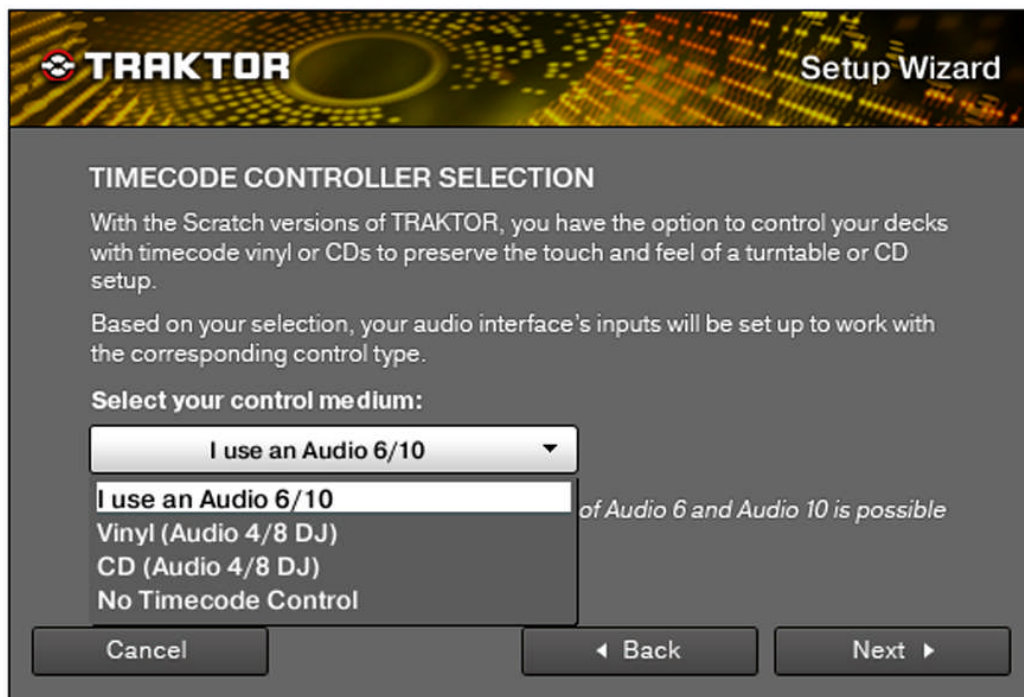 TRAKTOR
Setup Wizard
TIMECODE CONTROLLER SELECTION
With the Scratch versions of TRAKTOR, you have the option to control your decks
with timecode vinyl or CDs to preserve the touch and feel of a turntable or CD
setup.
Based on your selection, your audio interface's inputs will be set up to work with
the corresponding control type.
Select your control medium:
I use an Audio 6/10
I use an Audio 6/10
of Audio 6 and Audio 10 is possible
Vinyl (Audio 4/8 DJ)
CD (Audio 4/8 DJ)
No Timecode Control
Cancel
Back
Next